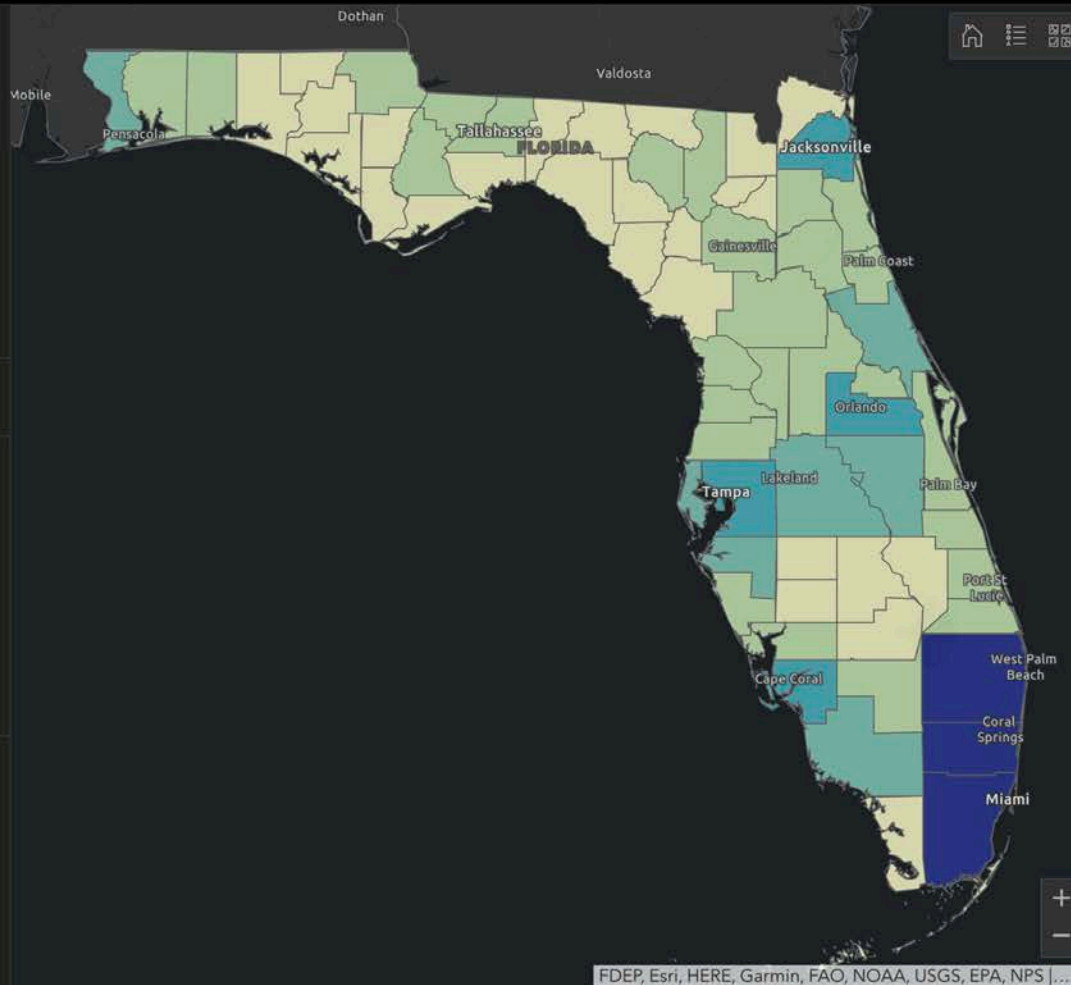 Dothan
Valdosta
Mobile
Pensacola
Tallahassee
FLORIDA
Jacksonville
Gainesville
Palm Coast
Orlando
Lakeland
Tampa
Palm Bay
Port St
Lucie
West Palm
Beach
Cape Coral
Coral
Springs
Miami
+
−
FDEP, Esri, HERE, Garmin, FAO, NOAA, USGS, EPA, NPS |...